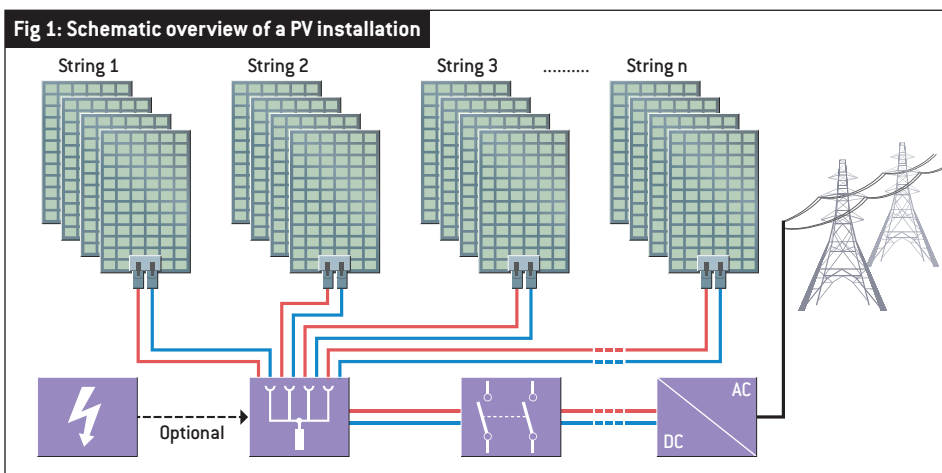 Fig 1: Schematic overview of a PV installation
String 1 String 2 String 3 .......... String n
Optional
AC
DC